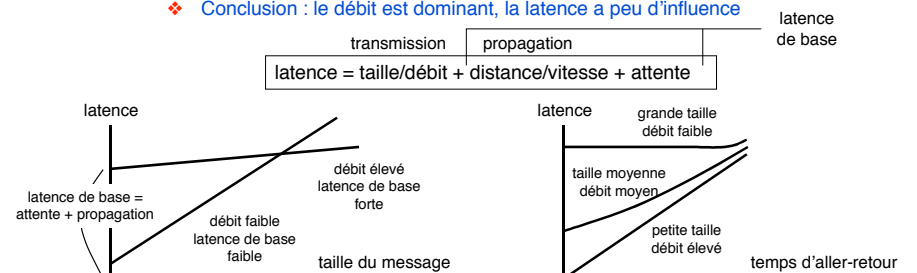 ❖ Conclusion : le débit est dominant, la latence a peu d’influence
latence
de base
transmission propagation
latence = taille/débit + distance/vitesse + attente
latence
débit élevé
latence de base
forte
latence de base =
attente + propagation
débit faible
latence de base
faible
taille du message
latence
grande taille
débit faible
taille moyenne
débit moyen
petite taille
débit élevé
temps d’aller-retour